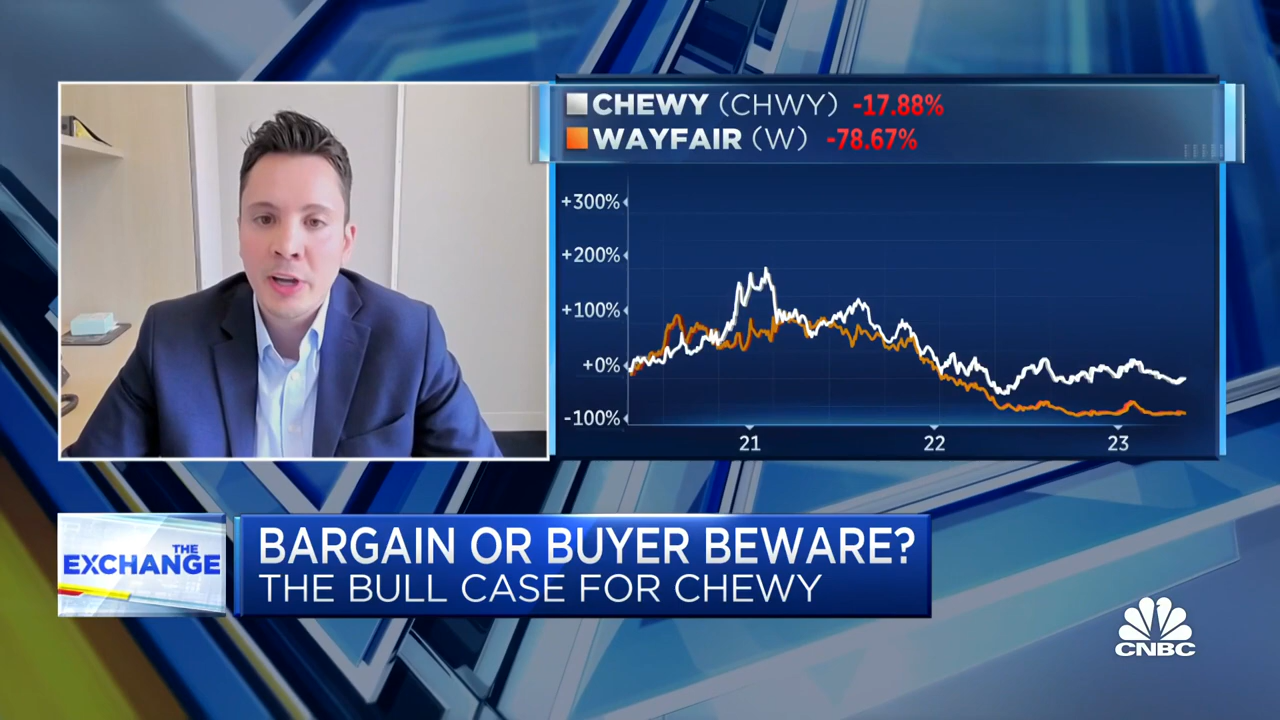 CHEWY (CHWY) -17.88%
WAYFAIR (W) -78.67%
+300%
+200%
+100%
+0%
-100%
21 22 23
THE
EXCHANGE
BARGAIN OR BUYER BEWARE?
THE BULL CASE FOR CHEWY
CNBC